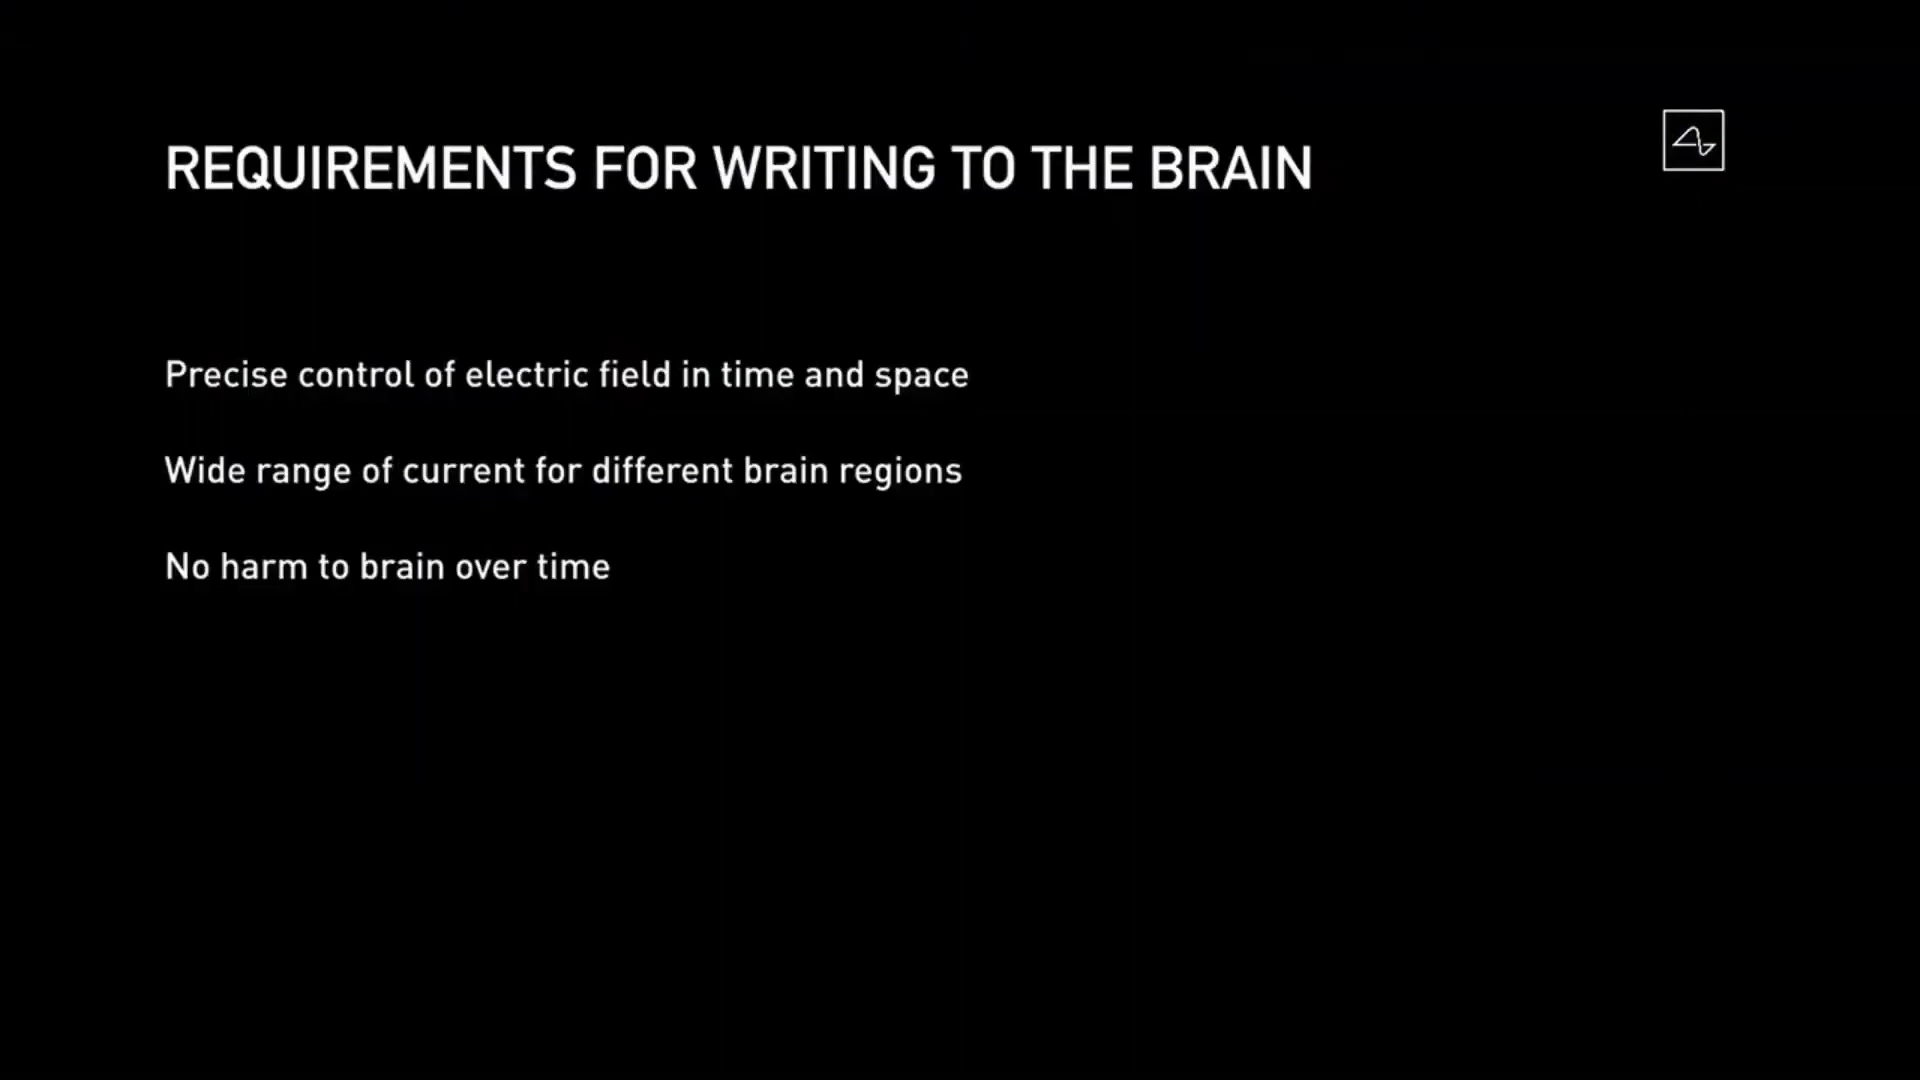 REQUIREMENTS FOR WRITING TO THE BRAIN
Precise control of electric field in time and space
Wide range of current for different brain regions
No harm to brain over time